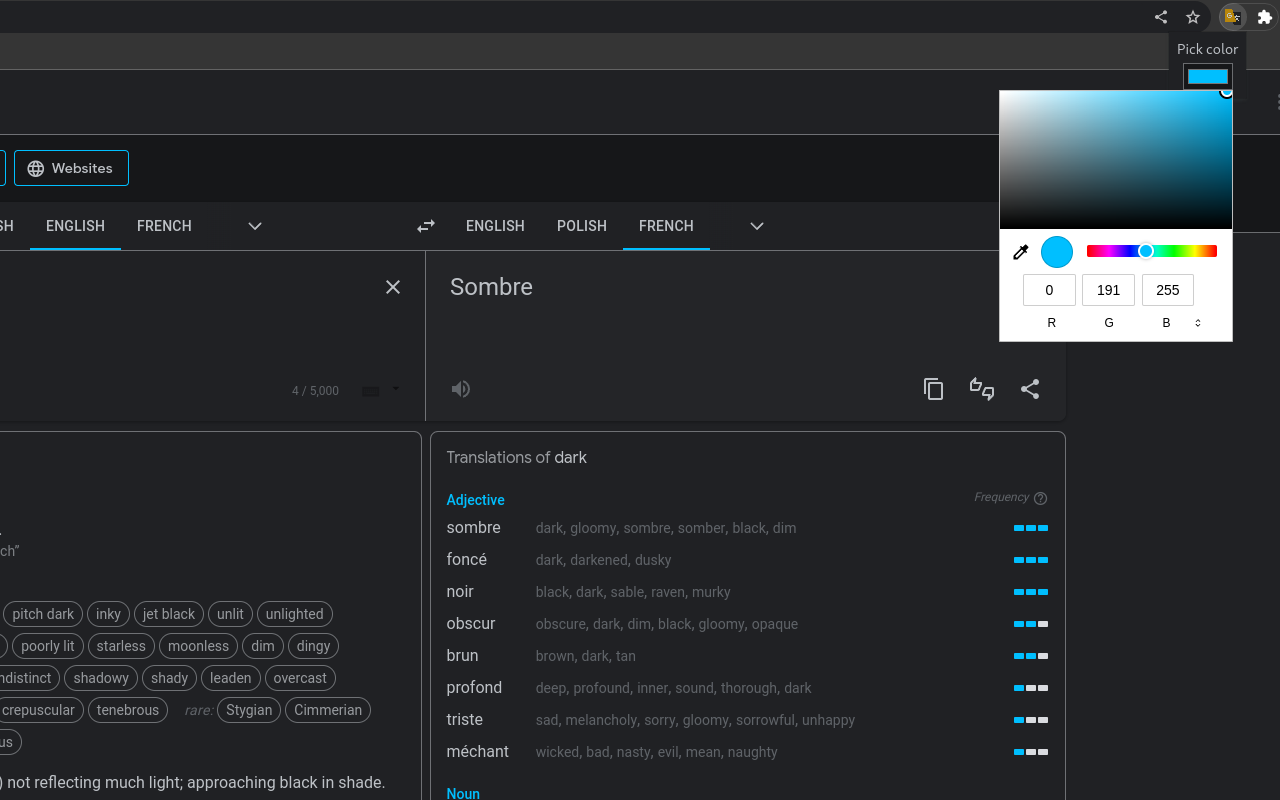 Pick color
Websites
SH ENGLISH FRENCH ENGLISH POLISH FRENCH
Sombre
0 191 255
R G B
4 / 5,000
Translations of dark
Adjective Frequency
sombre dark, gloomy, sombre, somber, black, dim
ch”
foncé dark, darkened, dusky
noir black, dark, sable, raven, murky
pitch dark inky jet black unlit unlighted
obscur obscure, dark, dim, black, gloomy, opaque
poorly lit starless moonless dim dingy
brun brown, dark, tan
ndistinct shadowy shady leaden overcast
profond deep, profound, inner, sound, thorough, dark
crepuscular tenebrous rare: Stygian Cimmerian
triste sad, melancholy, sorry, gloomy, sorrowful, unhappy
us
méchant wicked, bad, nasty, evil, mean, naughty
) not reflecting much light; approaching black in shade.
Noun